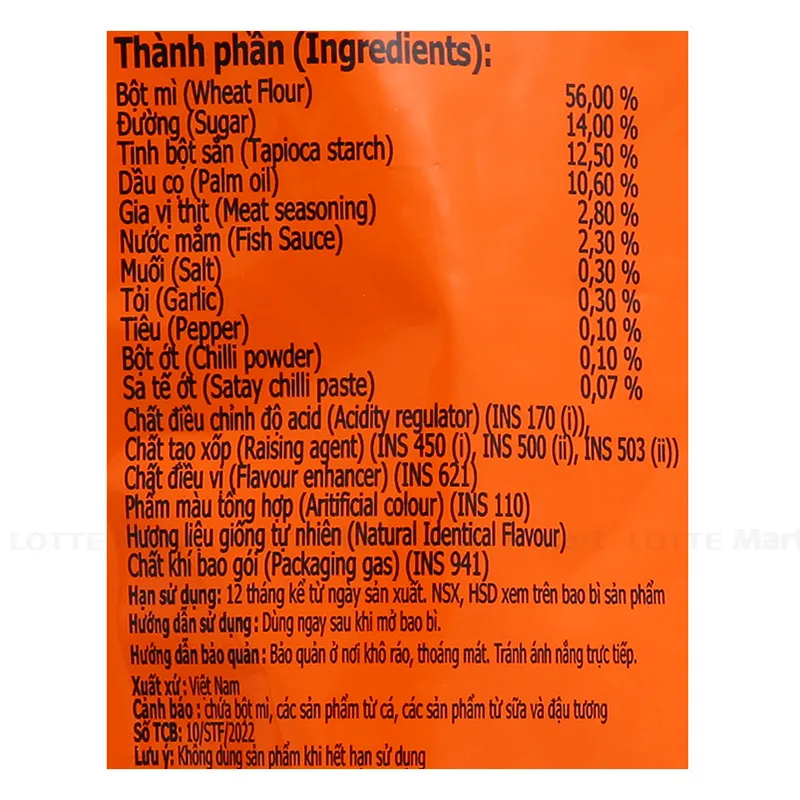 Thành phần (Ingredients):
Bột mì (Wheat Flour) 56,00 %
Đường (Sugar) 14,00 %
Tinh bột sắn (Tapioca starch) 12,50 %
Dầu cọ (Palm oil) 10,60 %
Gia vị thịt (Meat seasoning) 2,80 %
Nước mắm (Fish Sauce) 2,30 %
Muối (Salt) 0,30 %
Tỏi (Garlic) 0,30 %
Tiêu (Pepper) 0,10 %
Bột ớt (Chilli powder) 0,10 %
Sa tế ớt (Satay chilli paste) 0,07 %
Chất điều chỉnh độ acid (Acidity regulator) (INS 170 (i)),
Chất tạo xốp (Raising agent) (INS 450 (i), INS 500 (ii), INS 503 (ii))
Chất điều vị (Flavour enhancer) (INS 621)
Phẩm màu tổng hợp (Aritificial colour) (INS 110)
Hương liệu giống tự nhiên (Natural Identical Flavour)
LOTTE Mart LOTTE Mart
Chất khí bao gói (Packaging gas) (INS 941)
Hạn sử dụng: 12 tháng kể từ ngày sản xuất. NSX, HSD xem trên bao bì sản phẩm
Hướng dẫn sử dụng: Dùng ngay sau khi mở bao bì.
Hướng dẫn bảo quản: Bảo quản ở nơi khô ráo, thoáng mát. Tránh ánh nắng trực tiếp.
Xuất xứ: Việt Nam
Cảnh báo: chứa bột mì, các sản phẩm từ cá, các sản phẩm từ sữa và đậu tương
Số TCB: 10/STF/2022
Lưu ý: Không dùng sản phẩm khi hết hạn sử dụng